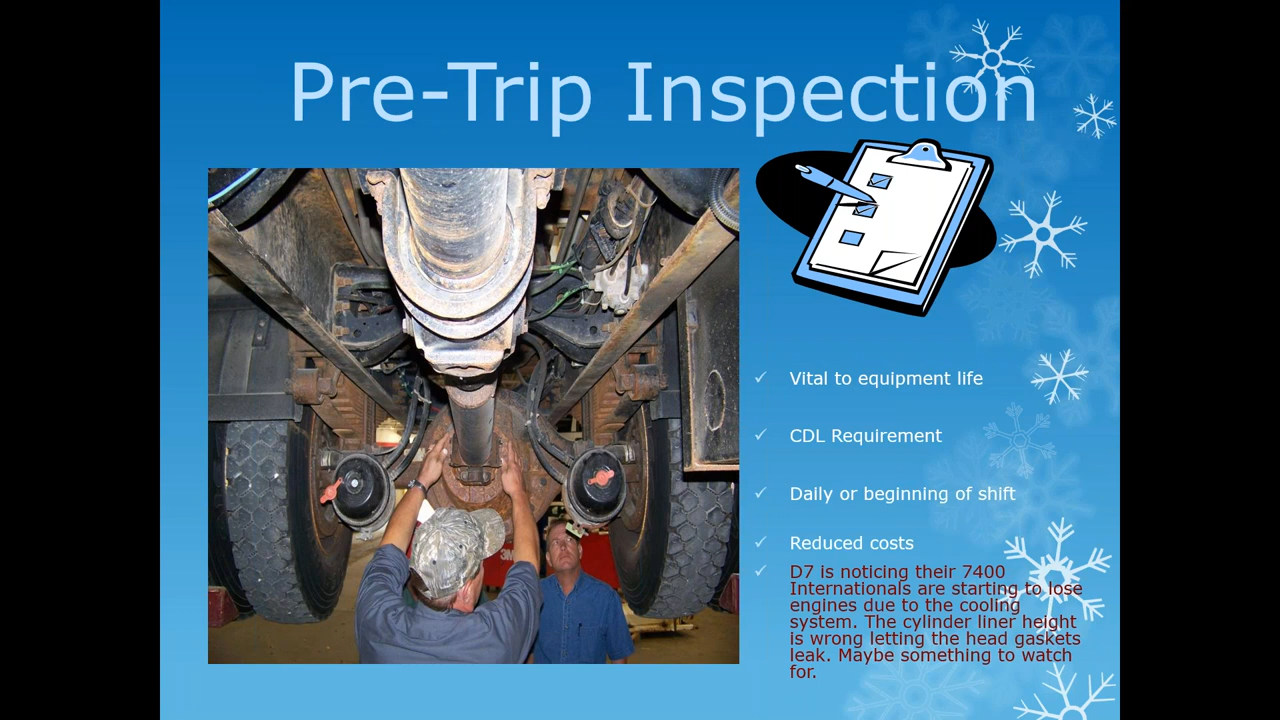 Pre-Trip Inspection
Vital to equipment life
CDL Requirement
Daily or beginning of shift
Reduced costs
D7 is noticing their 7400
Internationals are starting to lose
engines due to the cooling
system. The cylinder liner height
is wrong letting the head gaskets
leak. Maybe something to watch
for.
3M